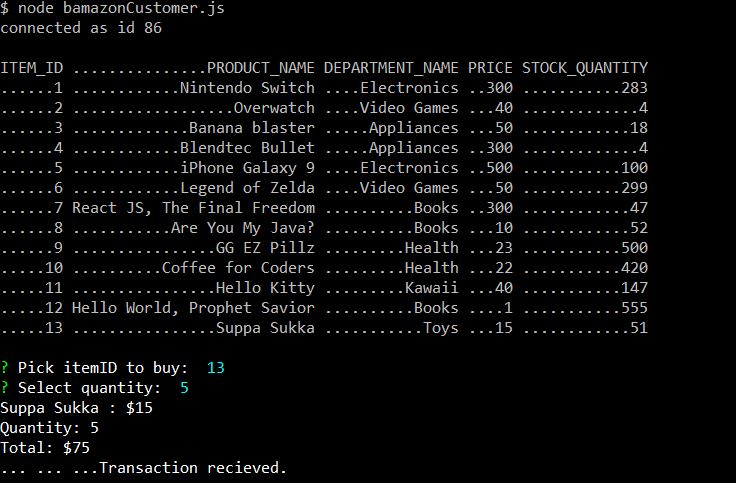 $ node bamazonCustomer.js
connected as id 86
ITEM_ID ...............PRODUCT_NAME DEPARTMENT_NAME PRICE STOCK_QUANTITY
......1 ............Nintendo Switch ....Electronics ..300 ...........283
......2 ..................Overwatch ....Video Games ...40 .............4
......3 .............Banana blaster .....Appliances ...50 ............18
......4 ............Blendtec Bullet .....Appliances ..300 .............4
......5 ............iPhone Galaxy 9 ....Electronics ..500 ...........100
......6 ............Legend of Zelda ....Video Games ...50 ...........299
......7 React JS, The Final Freedom ..........Books ..300 ............47
......8 ...........Are You My Java? ..........Books ...10 ............52
......9 ................GG EZ Pillz .........Health ...23 ...........500
.....10 ..........Coffee for Coders .........Health ...22 ...........420
.....11 ................Hello Kitty .........Kawaii ...40 ...........147
.....12 Hello World, Prophet Savior ..........Books ....1 ...........555
.....13 ................Suppa Sukka ...........Toys ...15 ............51
? Pick itemID to buy:  13
? Select quantity:  5
Suppa Sukka : $15
Quantity: 5
Total: $75
... ... ...Transaction recieved.